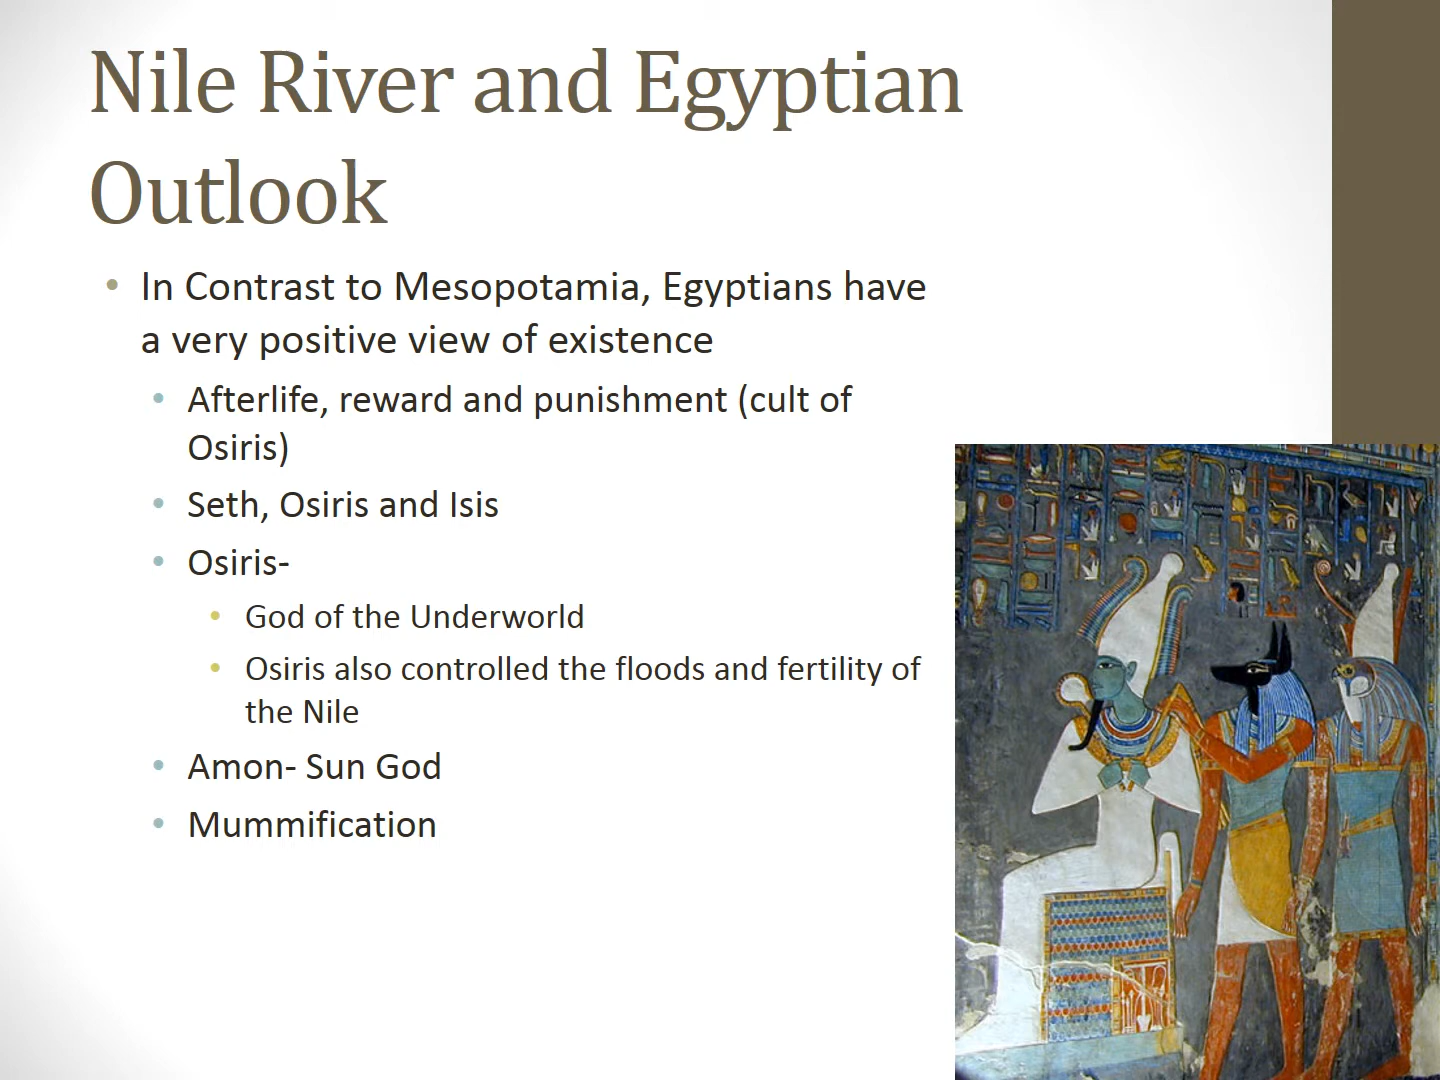 Nile River and Egyptian
Outlook
• In Contrast to Mesopotamia, Egyptians have
a very positive view of existence
• Afterlife, reward and punishment (cult of
Osiris)
• Seth, Osiris and Isis
• Osiris-
• God of the Underworld
• Osiris also controlled the floods and fertility of
the Nile
• Amon- Sun God
• Mummification